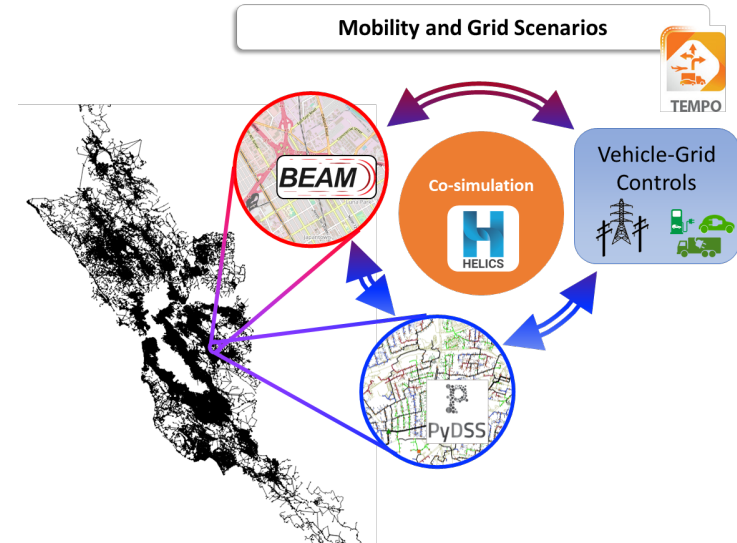 Mobility and Grid Scenarios
TEMPO
BEAM
Co-simulation
HELICS
Vehicle-Grid
Controls
PyDSS